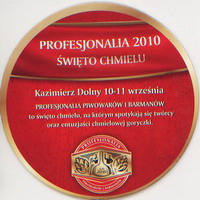 PROFESJONALIA 2010
ŚWIĘTO CHMIELU
Kazimierz Dolny 10-11 września
PROFESJONALIA PIWOWARÓW I BARMANÓW
to święto chmielu, na którym spotykają się twórcy
oraz entuzjaści chmielowej goryczki.
PROFESJONALIA